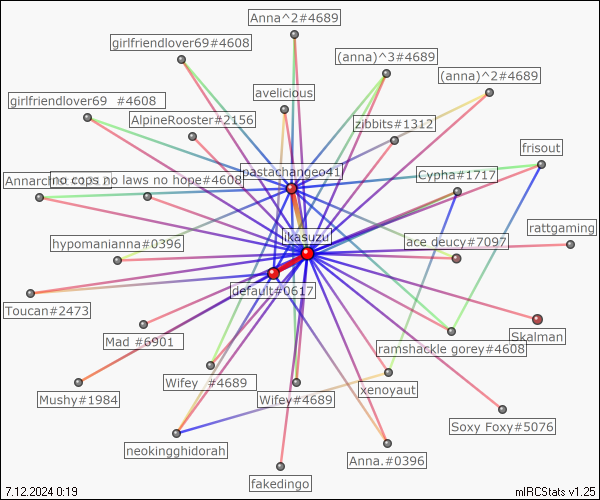 Anna^2#4689
girlfriendlover69#4608
(anna)^3#4689
(anna)^2#4689
avelicious
girlfriendlover69 #4608
AlpineRooster#2156
zibbits#1312
frisout
pastachangeo41
Cypha#1717
no cops no laws no hope#4608
rattgaming
ikasuzu
hypomanianna#0396
ace deucy#7097
default#0617
Toucan#2473
Mad #6901
Skalman
ramshackle gorey#4608
Wifey #4689
xenoyaut
Mushy#1984
Wifey#4689
Soxy Foxy#5076
neokingghidorah
Anna.#0396
fakedingo
7.12.2024 0:19
mIRCStats v1.25